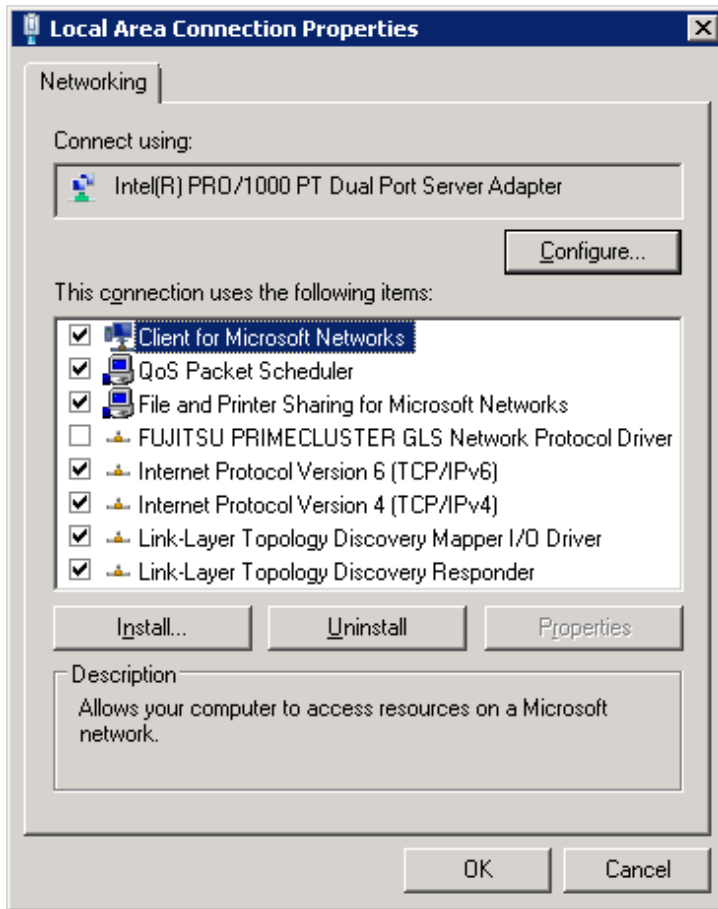 Local Area Connection Properties
Networking
Connect using:
Intel(R) PRO/1000 PT Dual Port Server Adapter
Configure...
This connection uses the following items:
Client for Microsoft Networks
QoS Packet Scheduler
File and Printer Sharing for Microsoft Networks
FUJITSU PRIMECLUSTER GLS Network Protocol Driver
Internet Protocol Version 6 (TCP/IPv6)
Internet Protocol Version 4 (TCP/IPv4)
Link-Layer Topology Discovery Mapper I/O Driver
Link-Layer Topology Discovery Responder
Install... Uninstall Properties
Description
Allows your computer to access resources on a Microsoft
network.
OK Cancel